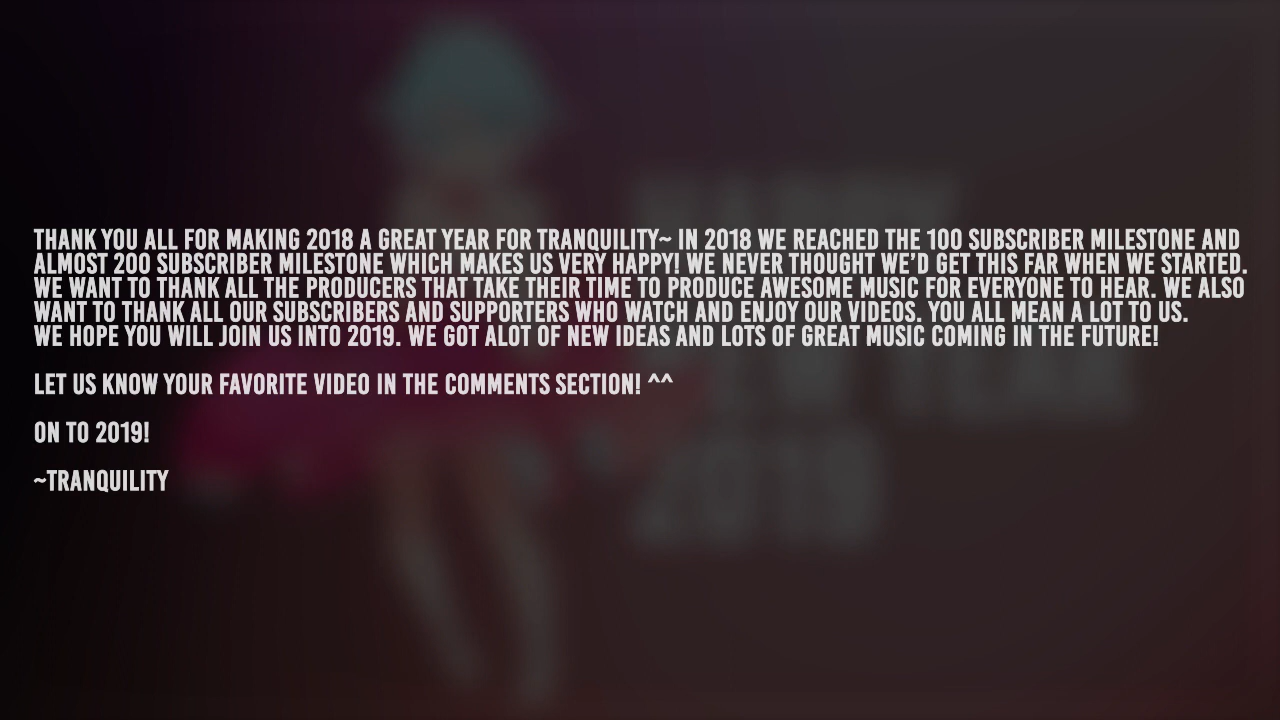 THANK YOU ALL FOR MAKING 2018 A GREAT YEAR FOR TRANQUILITY~ IN 2018 WE REACHED THE 100 SUBSCRIBER MILESTONE AND
ALMOST 200 SUBSCRIBER MILESTONE WHICH MAKES US VERY HAPPY! WE NEVER THOUGHT WE'D GET THIS FAR WHEN WE STARTED.
WE WANT TO THANK ALL THE PRODUCERS THAT TAKE THEIR TIME TO PRODUCE AWESOME MUSIC FOR EVERYONE TO HEAR. WE ALSO
WANT TO THANK ALL OUR SUBSCRIBERS AND SUPPORTERS WHO WATCH AND ENJOY OUR VIDEOS. YOU ALL MEAN A LOT TO US.
WE HOPE YOU WILL JOIN US INTO 2019. WE GOT ALOT OF NEW IDEAS AND LOTS OF GREAT MUSIC COMING IN THE FUTURE!
LET US KNOW YOUR FAVORITE VIDEO IN THE COMMENTS SECTION! ^^
ON TO 2019!
~TRANQUILITY